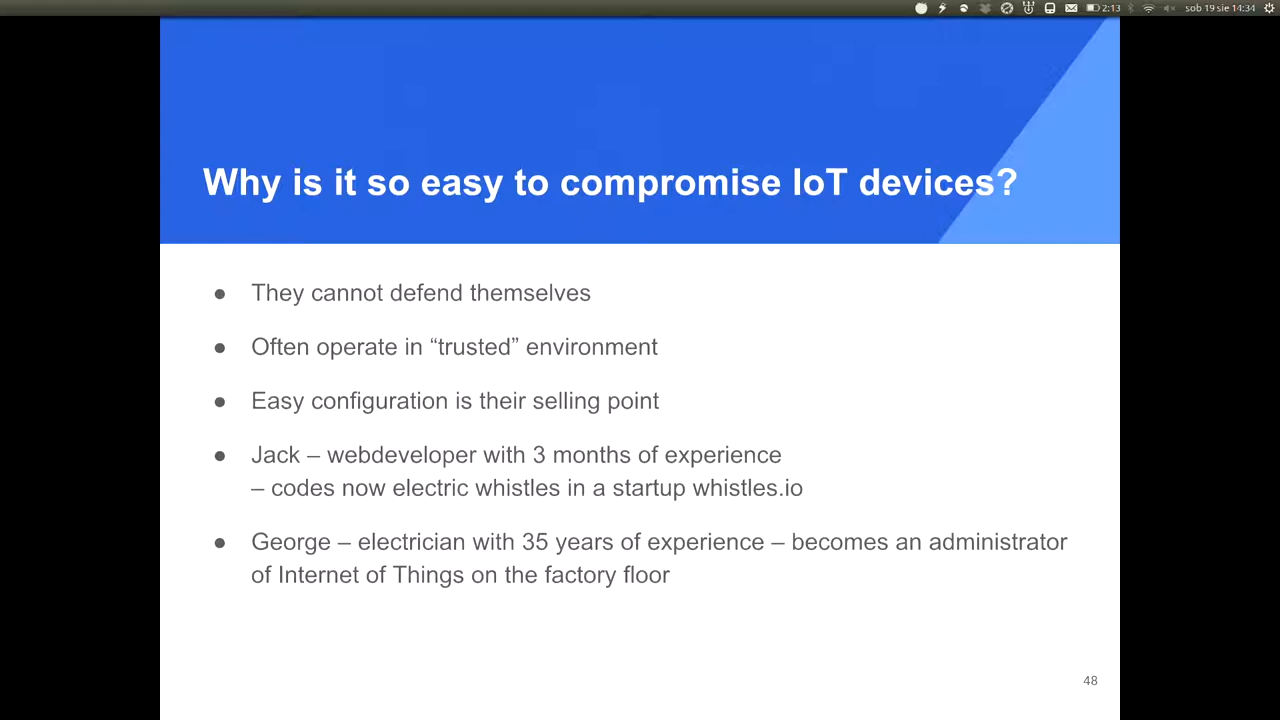 2:13 sob 19 sie 14:34
Why is it so easy to compromise IoT devices?
● They cannot defend themselves
● Often operate in “trusted” environment
● Easy configuration is their selling point
● Jack – webdeveloper with 3 months of experience
– codes now electric whistles in a startup whistles.io
● George – electrician with 35 years of experience – becomes an administrator
of Internet of Things on the factory floor
48